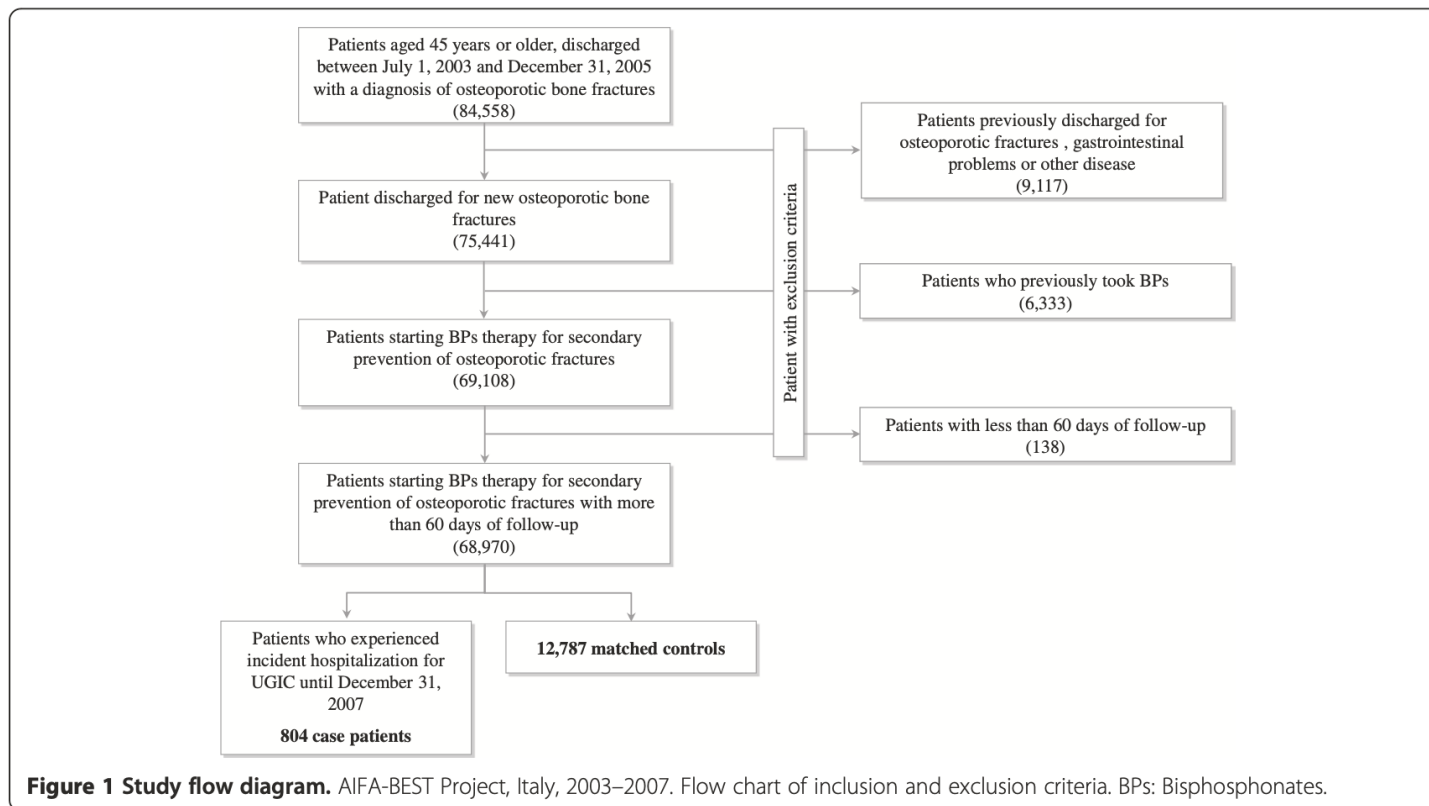 Patients aged 45 years or older, discharged
between July 1, 2003 and December 31, 2005
with a diagnosis of osteoporotic bone fractures
(84,558)
Patients previously discharged for
osteoporotic fractures , gastrointestinal
problems or other disease
(9,117)
Patient discharged for new osteoporotic bone
fractures
(75,441)
Patient with exclusion criteria
Patients who previously took BPs
(6,333)
Patients starting BPs therapy for secondary
prevention of osteoporotic fractures
(69,108)
Patients with less than 60 days of follow-up
(138)
Patients starting BPs therapy for secondary
prevention of osteoporotic fractures with more
than 60 days of follow-up
(68,970)
Patients who experienced
incident hospitalization for
UGIC until December 31,
2007
804 case patients
12,787 matched controls
Figure 1 Study flow diagram. AIFA-BEST Project, Italy, 2003–2007. Flow chart of inclusion and exclusion criteria. BPs: Bisphosphonates.